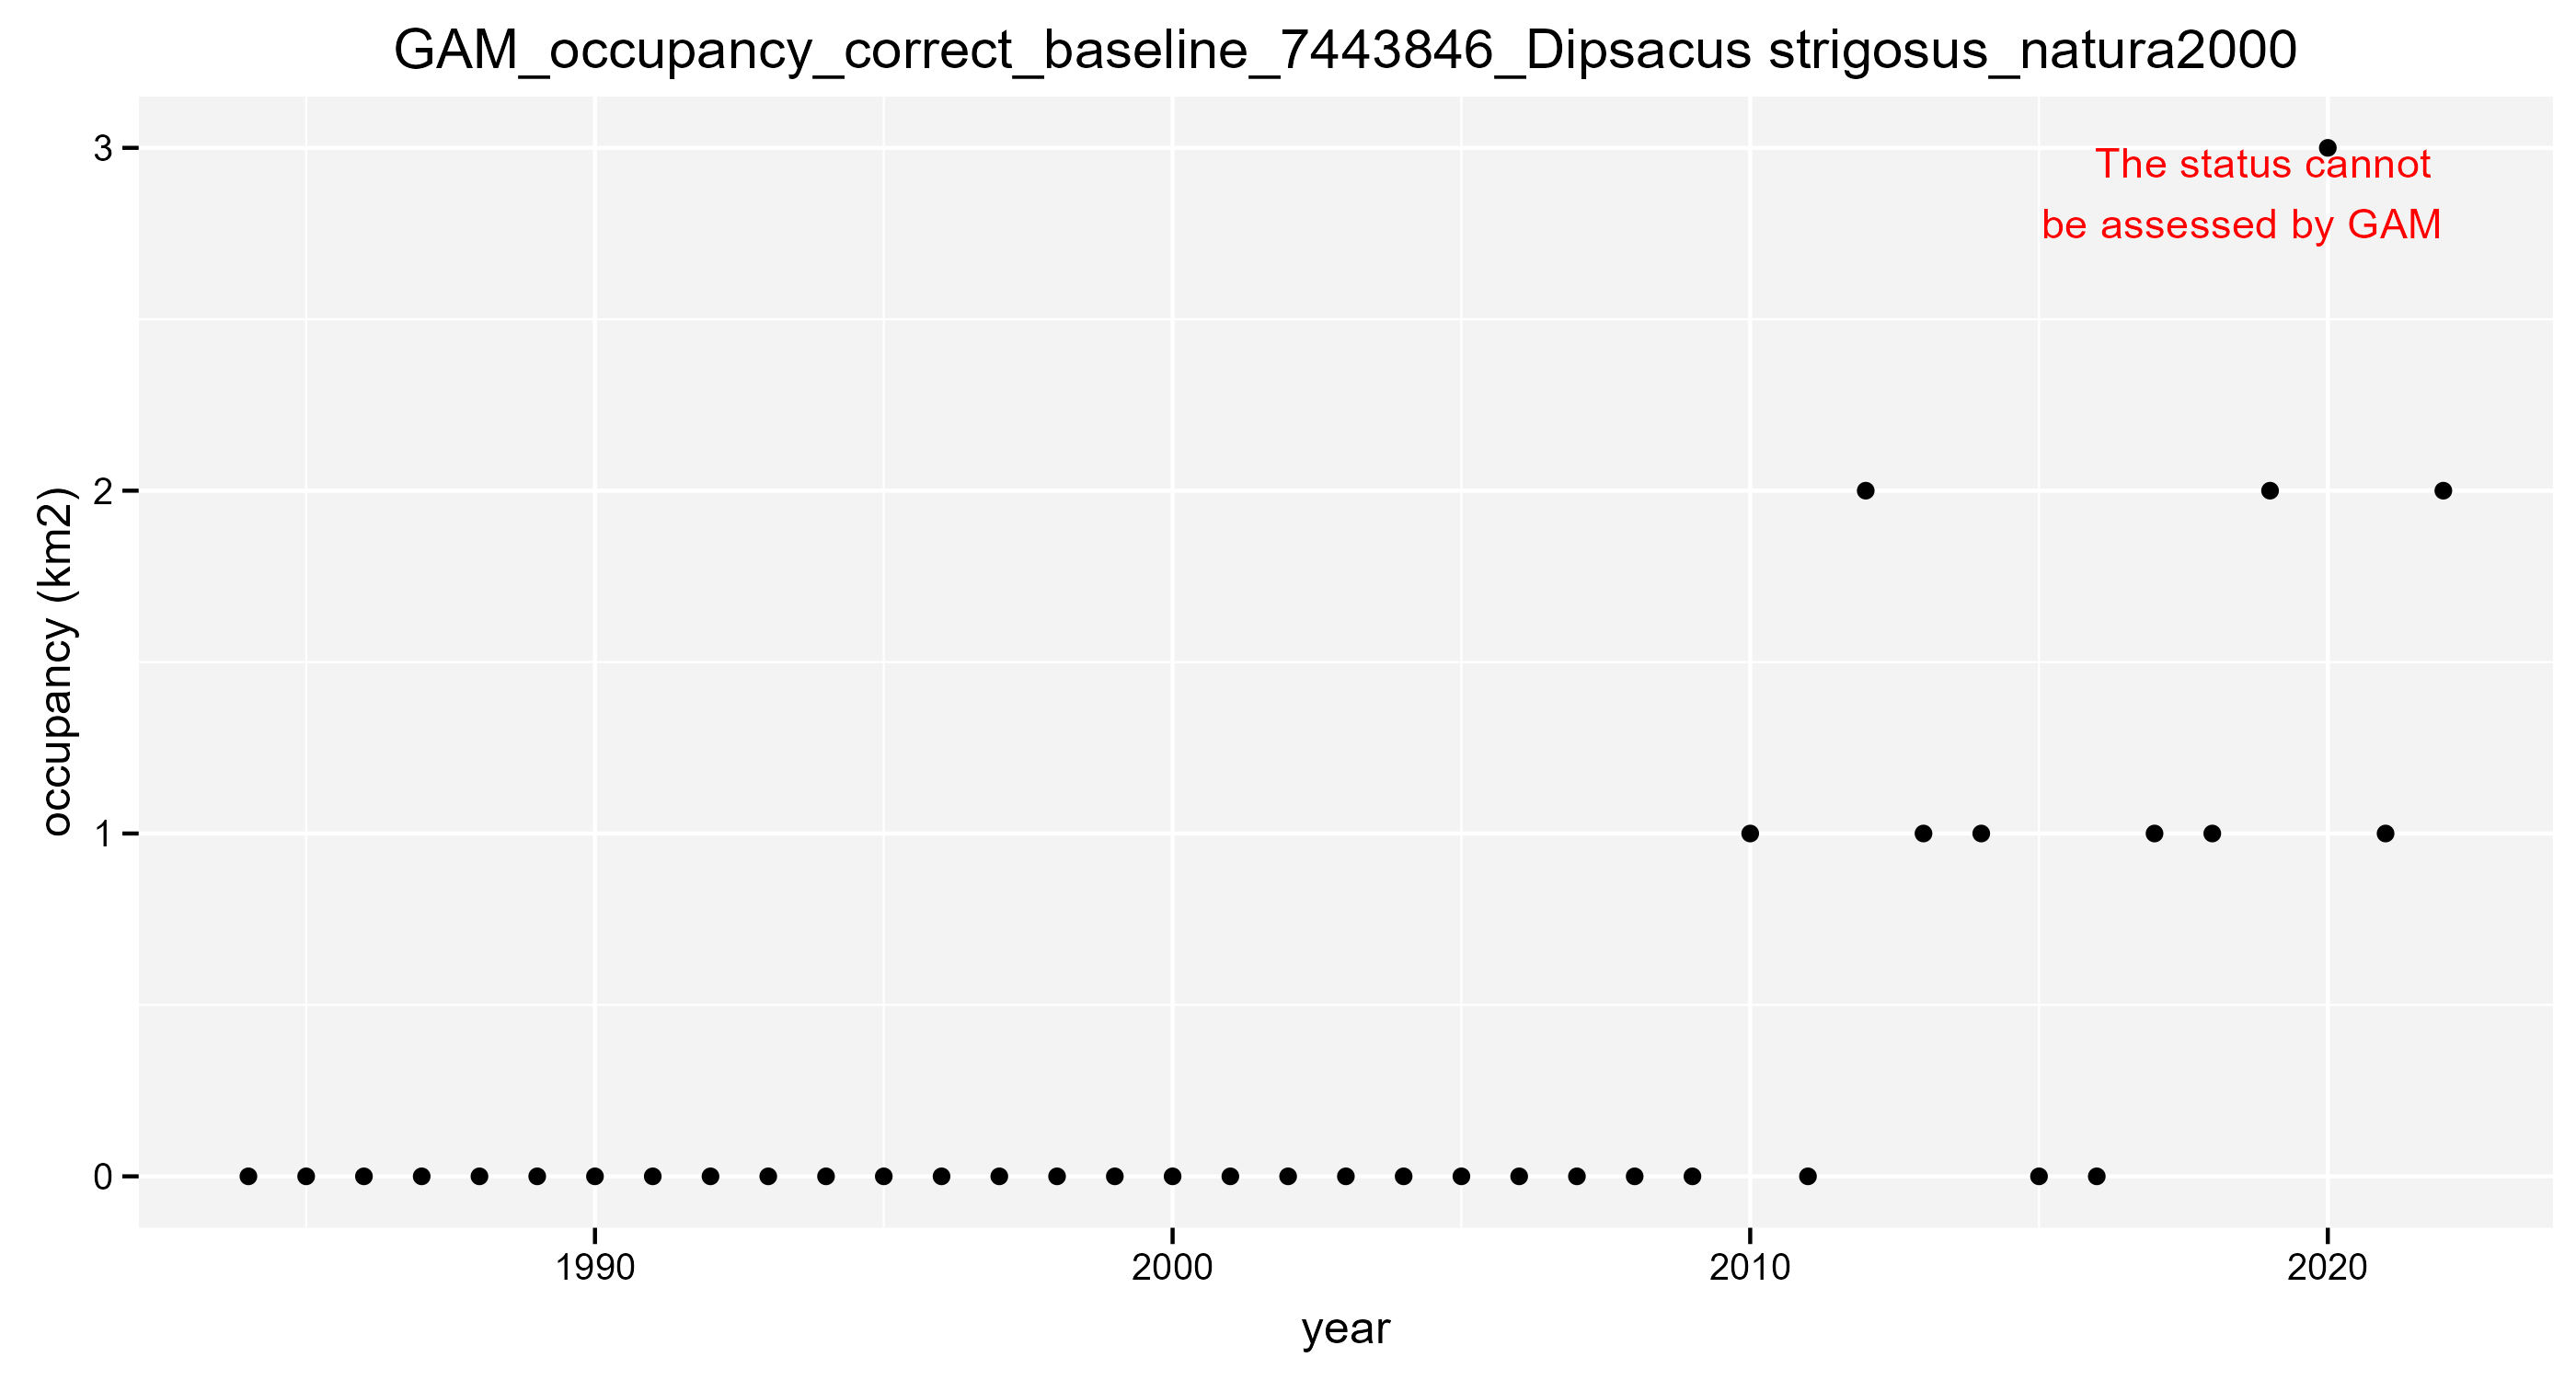 GAM_occupancy_correct_baseline_7443846_Dipsacus strigosus_natura2000
The status cannot
be assessed by GAM
occupancy (km2)
3
2
1
0
1990 2000 2010 2020
year